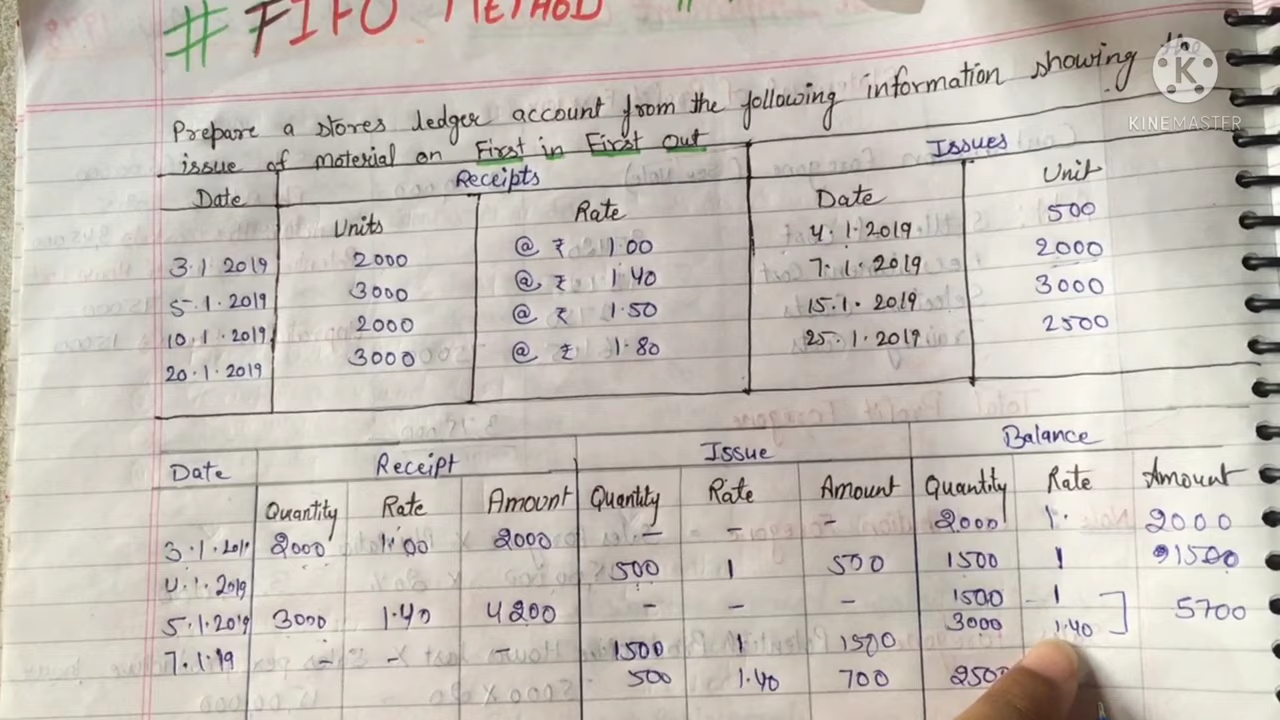 # FIFO METHOD #
Prepare a stores ledger account from the following information showing the
issue of material on First in First Out
K
KINEMASTER
Receipts Issues
Date Units Rate Date Unit
3.1.2019 2000 @ ₹ 1.00 4.1.2019 500
5.1.2019 3000 @ ₹ 1.40 7.1.2019 2000
10.1.2019 2000 @ ₹ 1.50 15.1.2019 3000
20.1.2019 3000 @ ₹ 1.80 25.1.2019 2500
Date Receipt Issue Balance
Quantity Rate Amount Quantity Rate Amount Quantity Rate Amount
3.1.2019 2000 1.00 2000 - - - 2000 1. 2000
4.1.2019 500 1 500 1500 1 1500
5.1.2019 3000 1.40 4200 - - - 1500 - 1
3000 1.40 ] 5700
7.1.19 - - - 1500 1 1500
500 1.40 700 2500